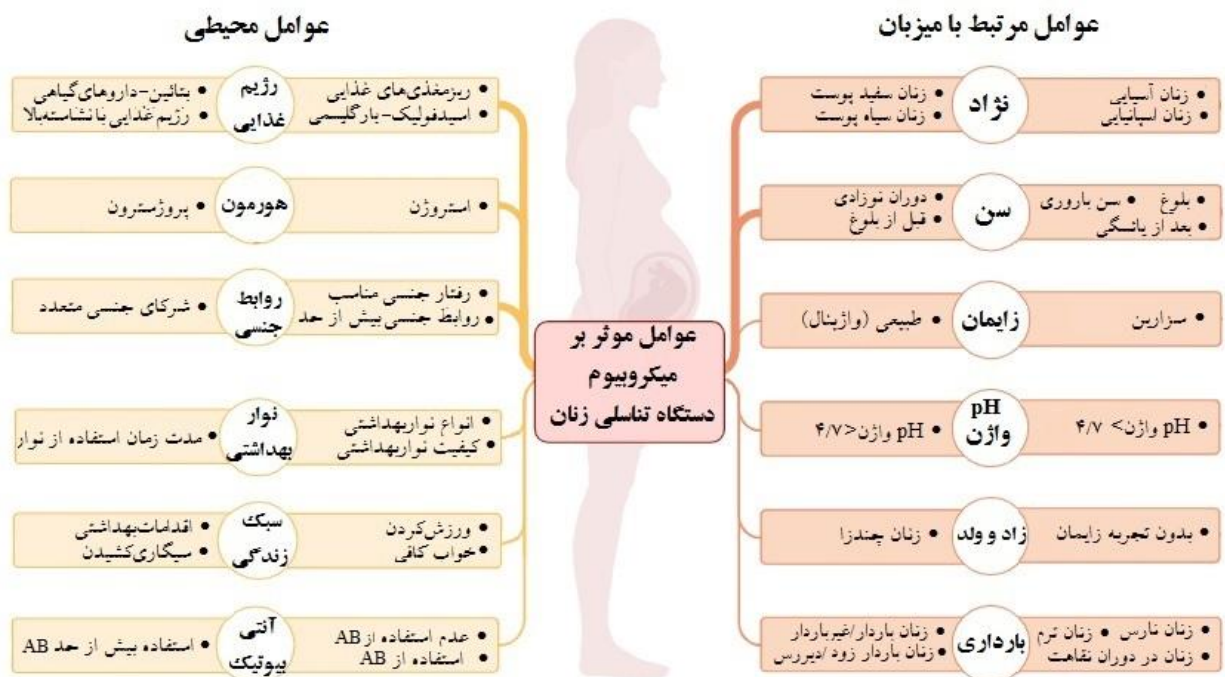 عوامل مرتبط با میزبان
• زنان آسیایی
• زنان اسپانیایی
نژاد
• زنان سفید پوست
• زنان سیاه پوست
• بلوغ • سن باروری
• بعد از یائسگی
سن
• دوران نوزادی
• قبل از بلوغ
• سزارین
زایمان
• طبیعی (واژینال)
• pH واژن> ۴/۷
pH
واژن
• pH واژن<۴/۷
• بدون تجربه زایمان
زاد و ولد
• زنان چندزا
• زنان نارس • زنان ترم
• زنان در دوران نقاهت
بارداری
• زنان باردار/غیرباردار
• زنان باردار زود /دیررس
عوامل موثر بر
میکروبیوم
دستگاه تناسلی زنان
عوامل محیطی
• ریزمغذی‌های غذایی
• اسیدفولیک-بارگلیسمی
رژیم
غذایی
• بتائین-داروهای‌گیاهی
• رژیم غذایی با نشاسته‌بالا
• استروژن
هورمون
• پروژسترون
• رفتار جنسی مناسب
• روابط جنسی بیش از حد
روابط
جنسی
• شرکای جنسی متعدد
• انواع نواربهداشتی
• کیفیت نواربهداشتی
نوار
بهداشتی
• مدت زمان استفاده از نوار
• ورزش‌کردن
• خواب کافی
سبک
زندگی
• اقدامات‌بهداشتی
• سیگاری‌کشیدن
• عدم استفاده از AB
• استفاده از AB
آنتی
بیوتیک
• استفاده بیش از حد AB